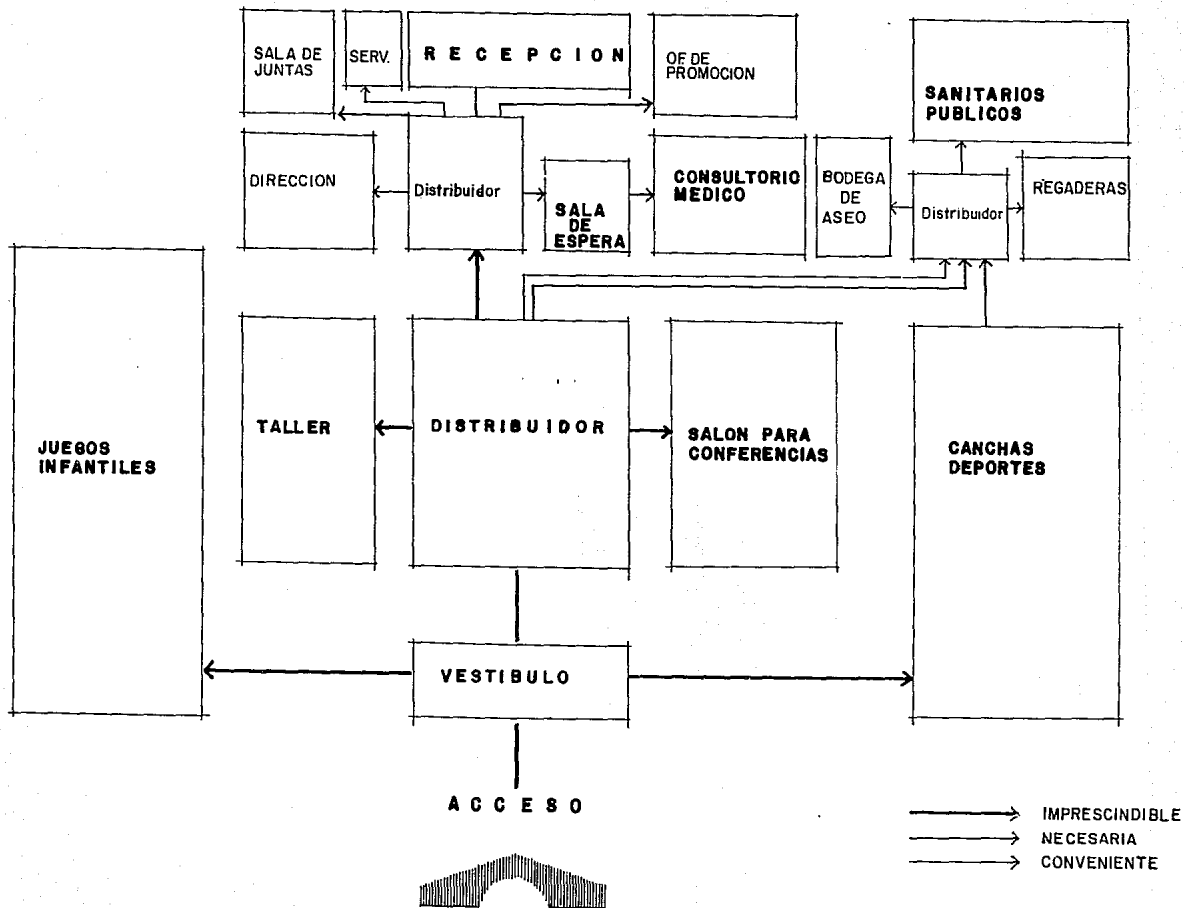 SALA DE
JUNTAS
SERV.
RECEPCION
OF DE
PROMOCION
SANITARIOS
PUBLICOS
DIRECCION
Distribuidor
SALA
DE
ESPERA
CONSULTORIO
MEDICO
BODEGA
DE
ASEO
Distribuidor
REGADERAS
JUEGOS
INFANTILES
TALLER
DISTRIBUIDOR
SALON PARA
CONFERENCIAS
CANCHAS
DEPORTES
VESTIBULO
ACCESO
IMPRESCINDIBLE
NECESARIA
CONVENIENTE